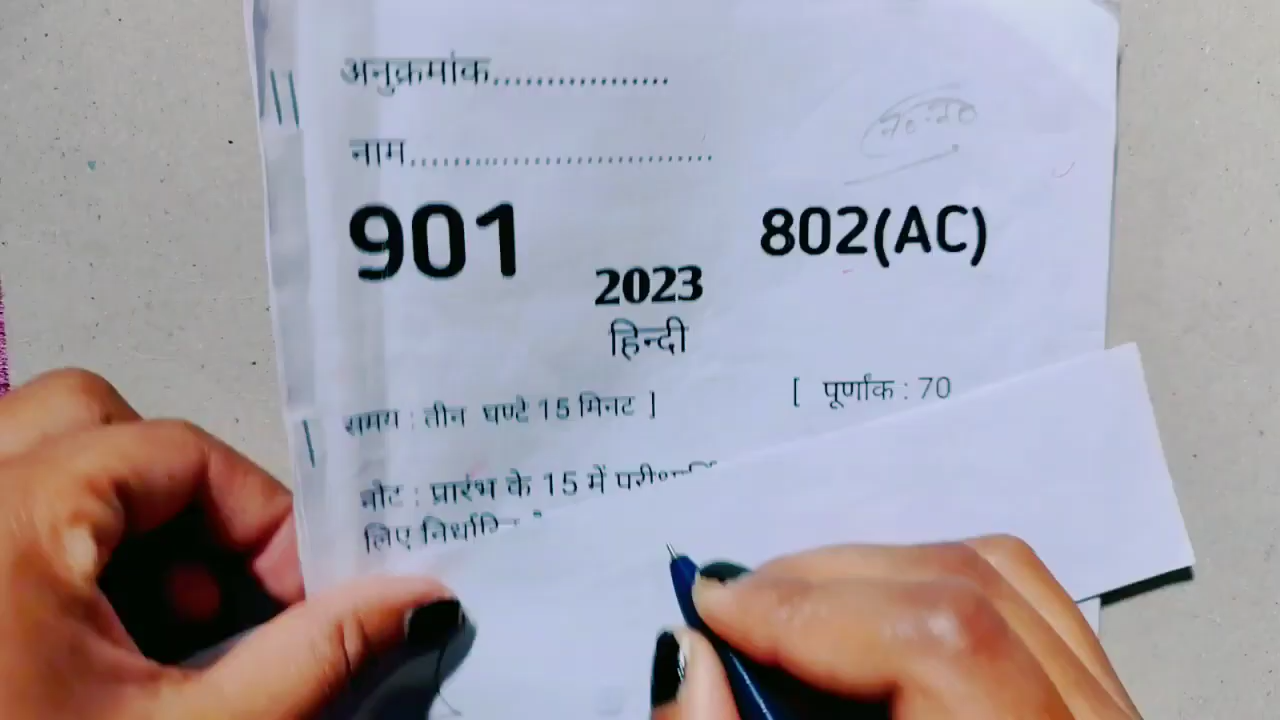 अनुक्रमांक.................
नाम.............................
901
802(AC)
2023
हिन्दी
समय : तीन घण्टे 15 मिनट ]
[ पूर्णांक : 70
नोट : प्रारंभ के 15 में
लिए